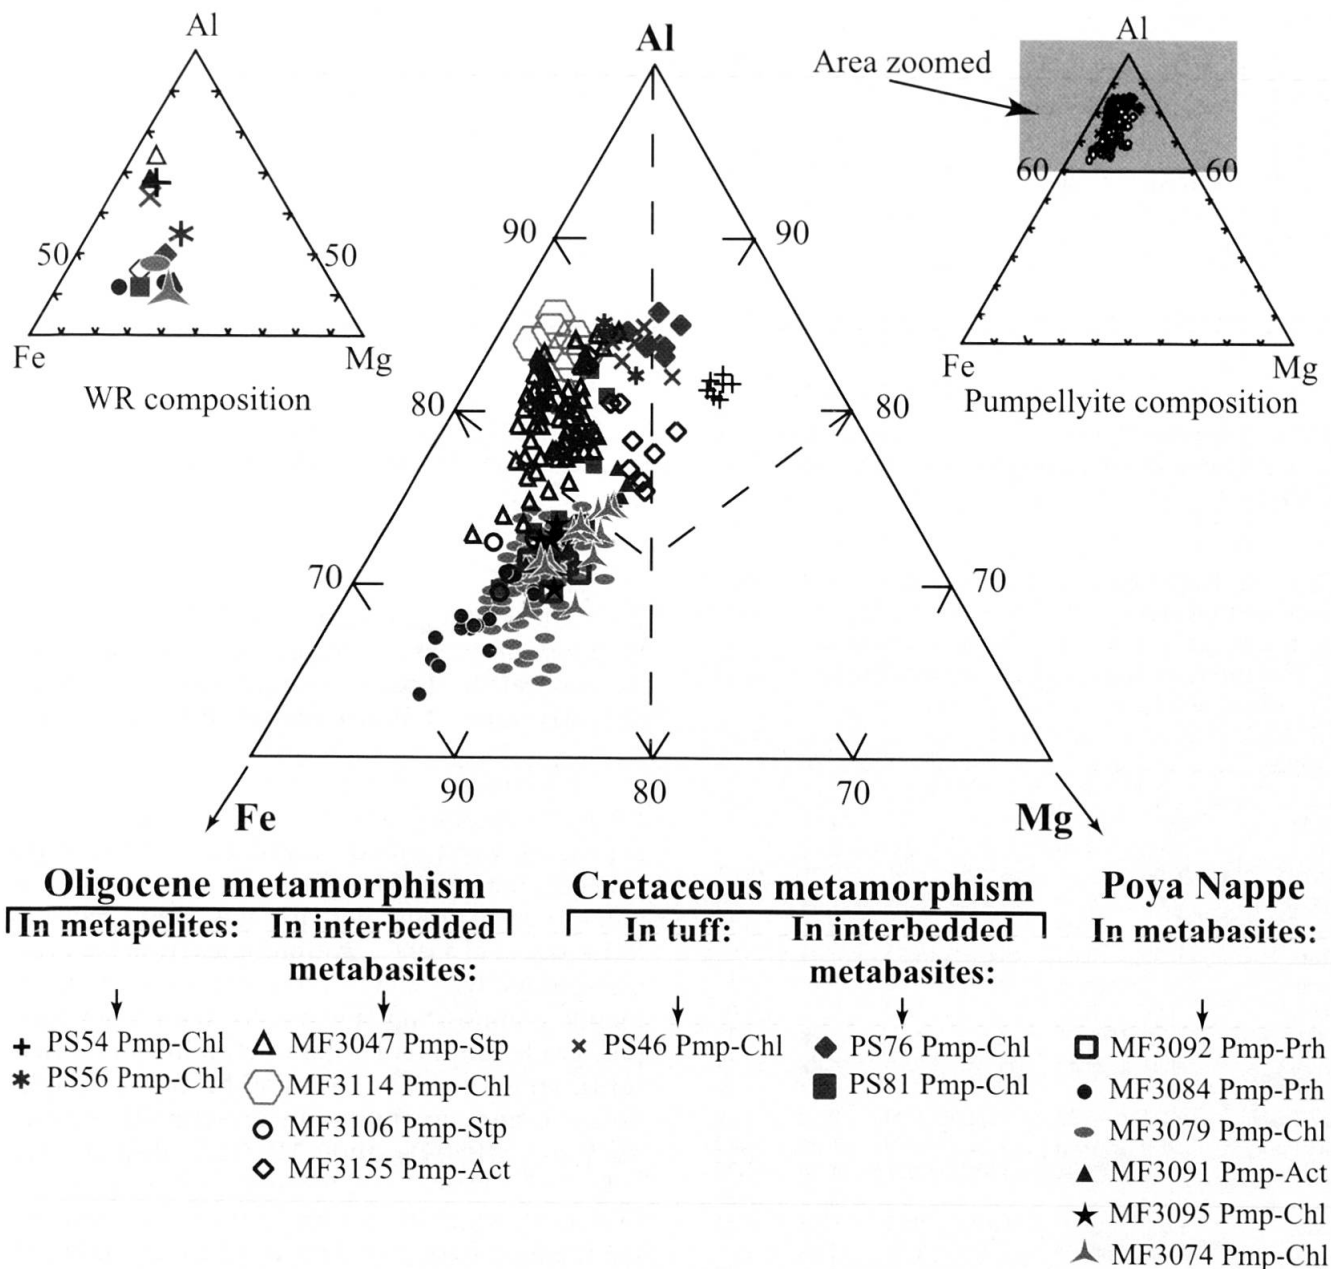 Al
50
50
Fe
Mg
WR composition
Al
90
90
80
80
70
70
90
80
70
Fe
Mg
Area zoomed
Al
60
60
Fe
Mg
Pumpellyite composition
Oligocene metamorphism
In metapelites:
In interbedded
metabasites:
PS54 Pmp-Chl
PS56 Pmp-Chl
MF3047 Pmp-Stp
MF3114 Pmp-Chl
MF3106 Pmp-Stp
MF3155 Pmp-Act
Cretaceous metamorphism
In tuff:
In interbedded
metabasites:
PS46 Pmp-Chl
PS76 Pmp-Chl
PS81 Pmp-Chl
Poya Nappe
In metabasites:
MF3092 Pmp-Prh
MF3084 Pmp-Prh
MF3079 Pmp-Chl
MF3091 Pmp-Act
MF3095 Pmp-Chl
MF3074 Pmp-Chl